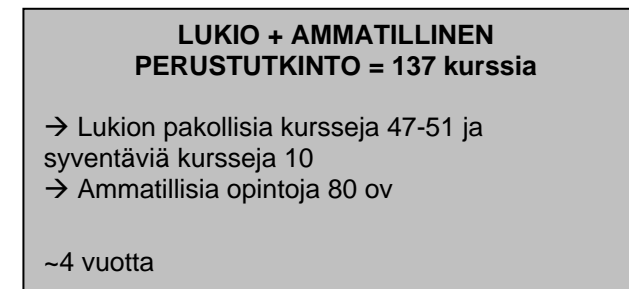 LUKIO + AMMATILLINEN
PERUSTUTKINTO = 137 kurssia
→ Lukion pakollisia kursseja 47-51 ja
syventäviä kursseja 10
→ Ammatillisia opintoja 80 ov
~4 vuotta